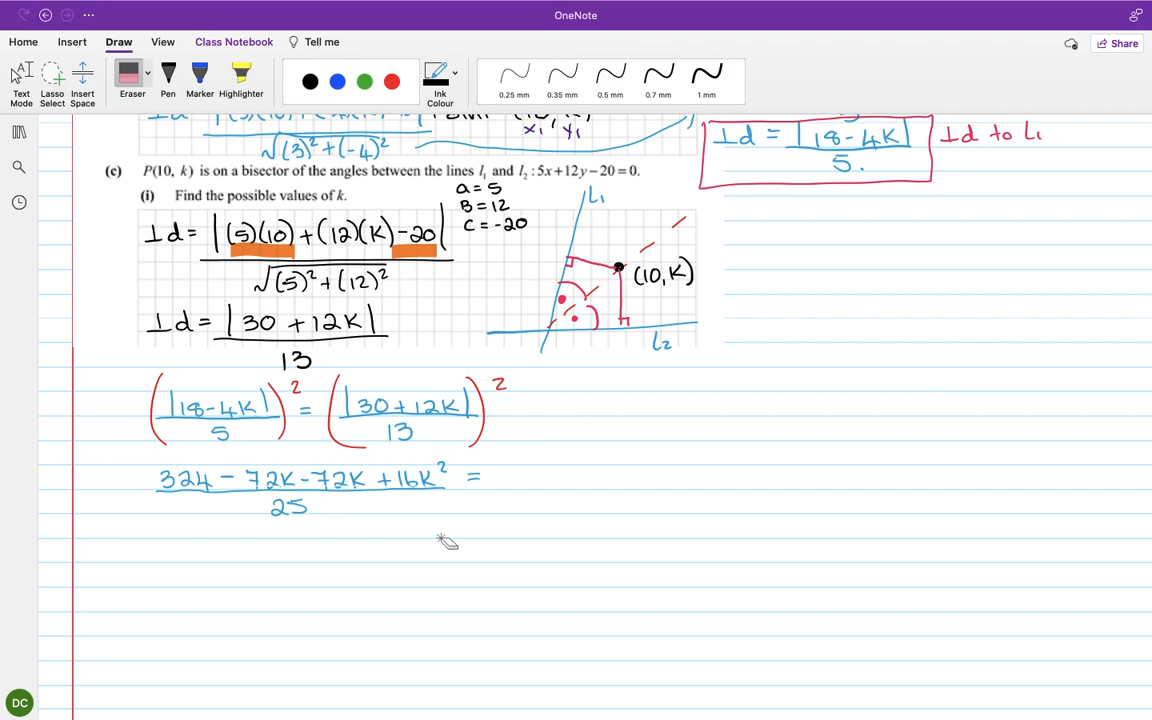 OneNote
Home Insert Draw View Class Notebook Tell me
Share
Text Mode Lasso Select Insert Space Eraser Pen Marker Highlighter Ink Colour 0.25 mm 0.35 mm 0.5 mm 0.7 mm 1 mm
x₁ y₁
√(3)²+(-4)²
⊥d = |18-4K| / 5. ⊥d to L₁
(c) P(10, k) is on a bisector of the angles between the lines l₁ and l₂ : 5x+12y−20=0.
(i) Find the possible values of k.
a = 5
B = 12
C = -20
⊥d = |(5)(10)+(12)(K)-20| / √(5)²+(12)²
L₁
(10,K)
L₂
⊥d = |30 +12K| / 13
(|18-4K| / 5)² = (|30+12K| / 13)²
324 - 72K - 72K +16K² / 25 =
DC